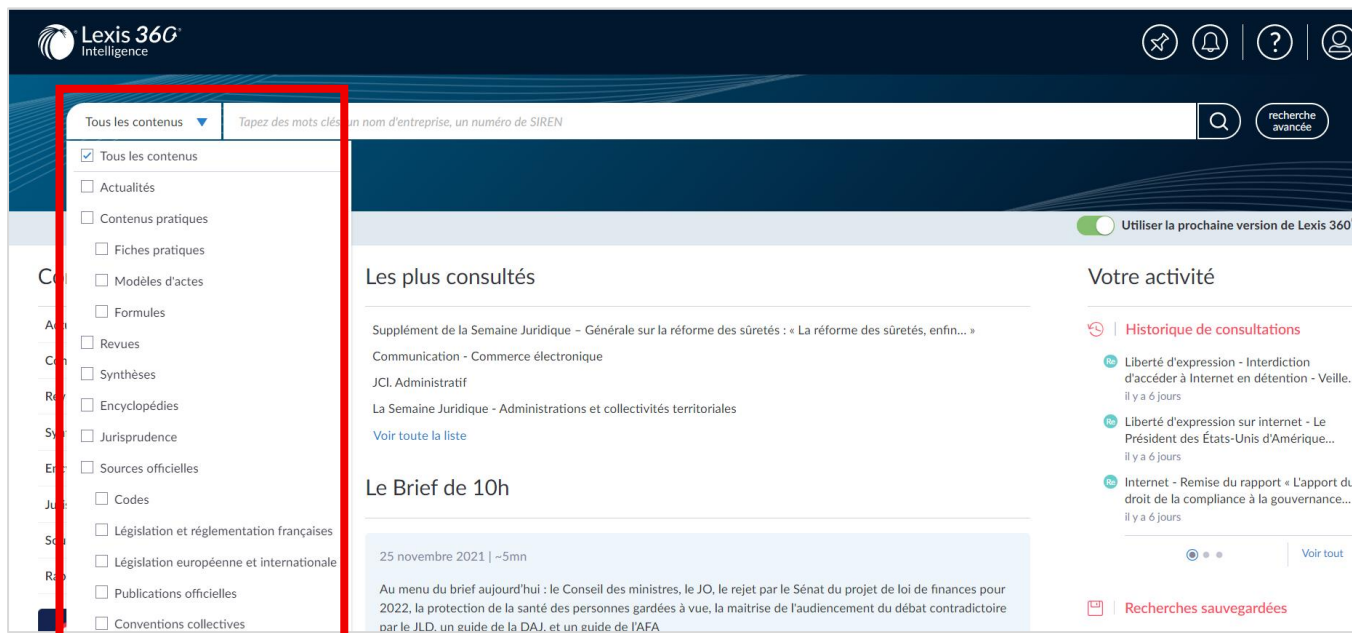 Lexis 360
Intelligence
Tous les contenus
Tapez des mots clés un nom d'entreprise, un numéro de SIREN
recherche
avancée
Tous les contenus
Actualités
Contenus pratiques
Fiches pratiques
Modèles d'actes
Formules
Revues
Synthèses
Encyclopédies
Jurisprudence
Sources officielles
Codes
Législation et réglementation françaises
Législation européenne et internationale
Publications officielles
Conventions collectives
Utiliser la prochaine version de Lexis 360
Les plus consultés
Supplément de la Semaine Juridique – Générale sur la réforme des sûretés : « La réforme des sûretés, enfin... »
Communication - Commerce électronique
JCl. Administratif
La Semaine Juridique - Administrations et collectivités territoriales
Voir toute la liste
Le Brief de 10h
25 novembre 2021 | ~5mn
Au menu du brief aujourd'hui : le Conseil des ministres, le JO, le rejet par le Sénat du projet de loi de finances pour
2022, la protection de la santé des personnes gardées à vue, la maitrise de l'audiencement du débat contradictoire
par le JLD, un guide de la DAJ, et un guide de l'AFA
Votre activité
Historique de consultations
Re Liberté d'expression - Interdiction
d'accéder à Internet en détention - Veille.
il y a 6 jours
Re Liberté d'expression sur internet - Le
Président des États-Unis d'Amérique...
il y a 6 jours
Re Internet - Remise du rapport « L'apport du
droit de la compliance à la gouvernance...
il y a 6 jours
Voir tout
Recherches sauvegardées